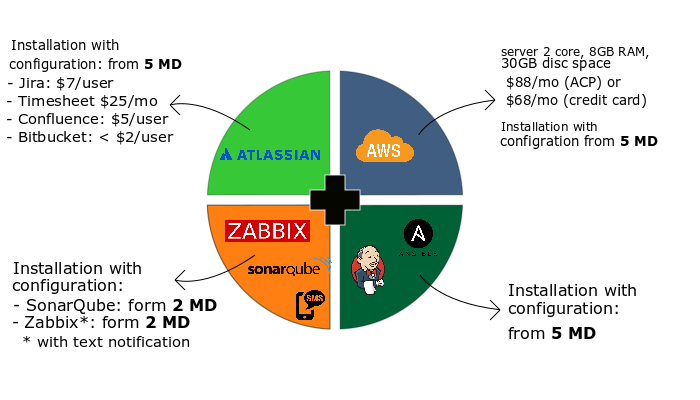 Installation with
configuration: from 5 MD
- Jira: $7/user
- Timesheet $25/mo
- Confluence: $5/user
- Bitbucket: < $2/user
ATLASSIAN
server 2 core, 8GB RAM,
30GB disc space
$88/mo (ACP) or
$68/mo (credit card)
Installation with
configration from 5 MD
AWS
ZABBIX
sonarqube
SMS
Installation with
configuration:
- SonarQube: form 2 MD
- Zabbix*: form 2 MD
* with text notification
ANSIBLE
Installation with
configuration:
from 5 MD